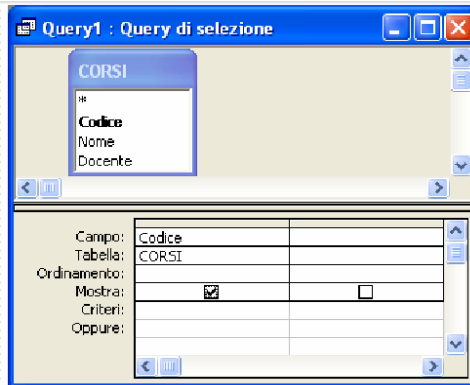 Query1 : Query di selezione
CORSI
*
Codice
Nome
Docente
Campo: Codice
Tabella: CORSI
Ordinamento:
Mostra:
Criteri:
Oppure: